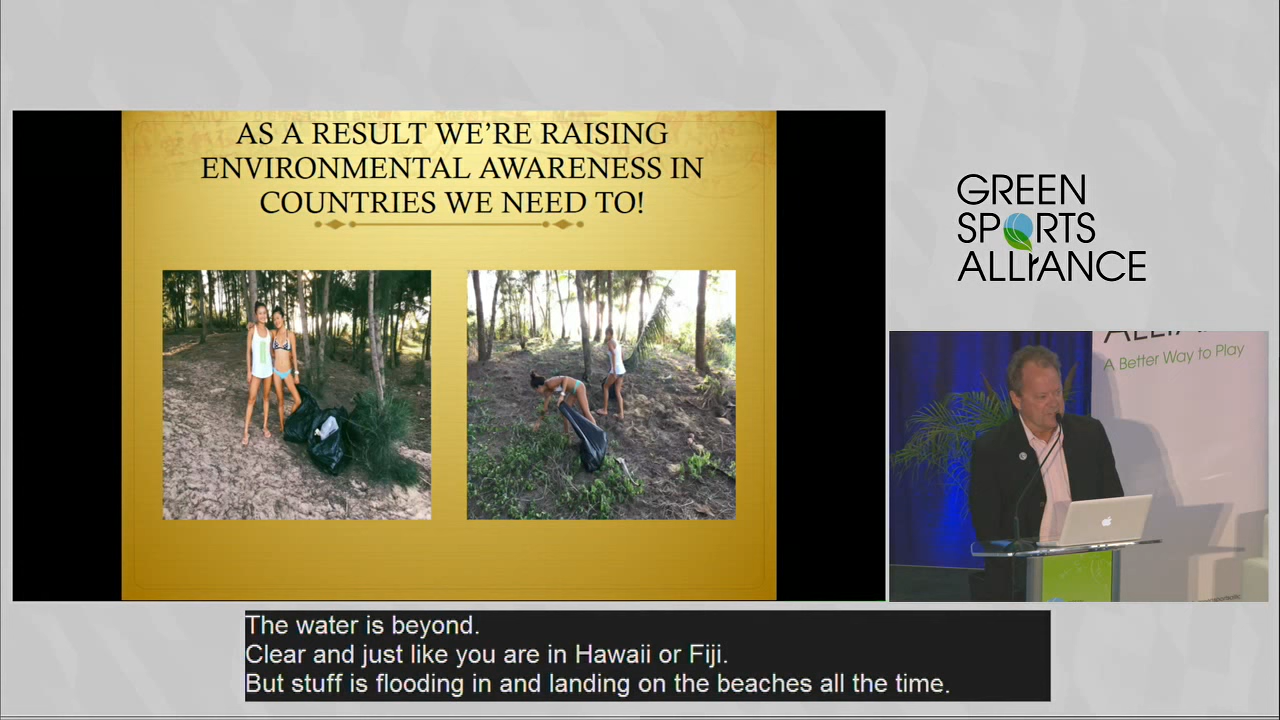 AS A RESULT WE'RE RAISING
ENVIRONMENTAL AWARENESS IN
COUNTRIES WE NEED TO!
GREEN
SPORTS
ALLIANCE
A Better Way to Play
The water is beyond.
Clear and just like you are in Hawaii or Fiji.
But stuff is flooding in and landing on the beaches all the time.